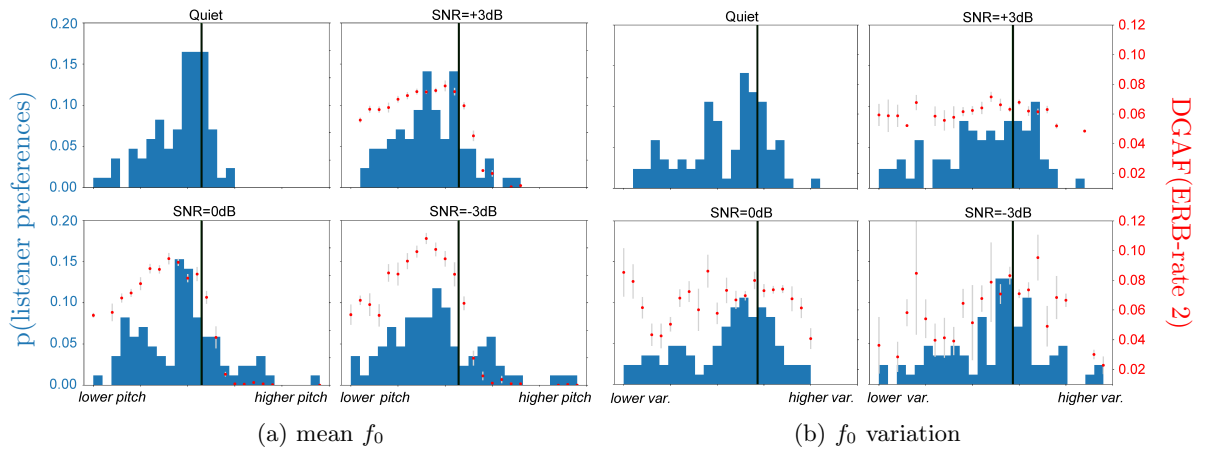 Quiet
SNR=+3dB
Quiet
SNR=+3dB
0.20
0.15
0.10
0.05
0.00
0.12
0.10
0.08
0.06
0.04
0.02
p(listener preferences)
DGAF(ERB-rate 2)
SNR=0dB
SNR=-3dB
SNR=0dB
SNR=-3dB
0.20
0.15
0.10
0.05
0.00
0.12
0.10
0.08
0.06
0.04
0.02
lower pitch higher pitch
lower pitch higher pitch
lower var. higher var.
lower var. higher var.
(a) mean f0
(b) f0 variation